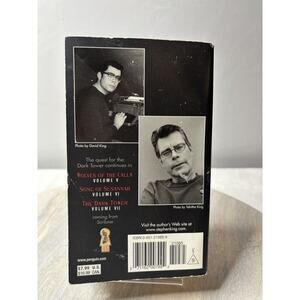 Photo by David King
The quest for the
Dark Tower continues in
WOLVES OF THE CALLA
VOLUME V
SONG OF SUSANNAH
VOLUME VI
THE DARK TOWER
VOLUME VII
coming from
Scribner
Photo by Tabitha King
Visit the author's Web site at
www.stephenking.com.
www.penguin.com
$7.99 U.S.